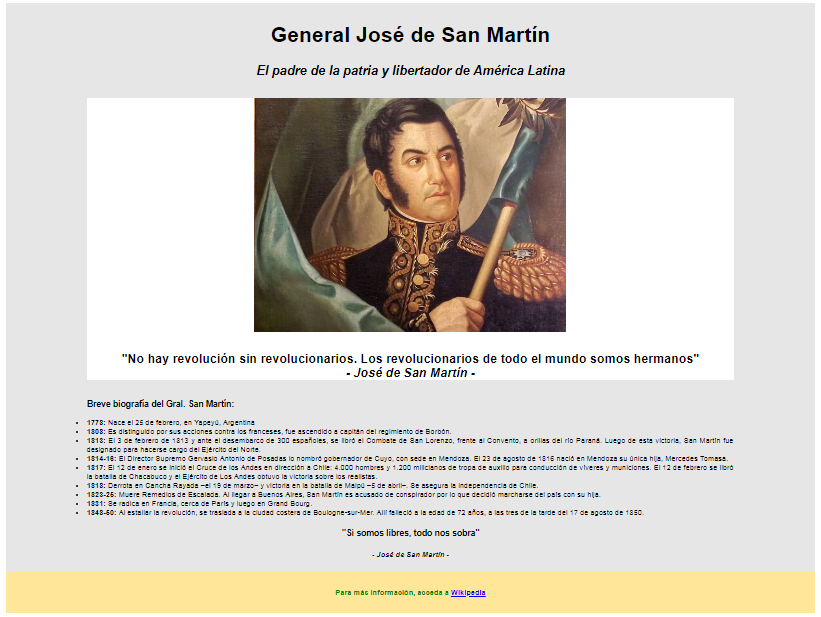 General José de San Martín
El padre de la patria y libertador de América Latina
"No hay revolución sin revolucionarios. Los revolucionarios de todo el mundo somos hermanos"
- José de San Martín -
Breve biografía del Gral. San Martín:
• 1778: Nace el 25 de febrero, en Yapeyú, Argentina
• 1808: Es distinguido por sus acciones contra los franceses, fue ascendido a capitán del regimiento de Borbón.
• 1813: El 3 de febrero de 1813 y ante el desembarco de 300 españoles, se libró el Combate de San Lorenzo, frente al Convento, a orillas del río Paraná. Luego de esta victoria, San Martín fue
designado para hacerse cargo del Ejército del Norte.
• 1814-16: El Director Supremo Gervasio Antonio de Posadas lo nombró gobernador de Cuyo, con sede en Mendoza. El 23 de agosto de 1816 nació en Mendoza su única hija, Mercedes Tomasa.
• 1817: El 12 de enero se inició el Cruce de los Andes en dirección a Chile: 4.000 hombres y 1.200 milicianos de tropa de auxilio para conducción de víveres y municiones. El 12 de febrero se libró
la batalla de Chacabuco y el Ejército de Los Andes obtuvo la victoria sobre los realistas.
• 1818: Derrota en Cancha Rayada –el 19 de marzo– y victoria en la batalla de Maipú –5 de abril–. Se asegura la independencia de Chile.
• 1823-25: Muere Remedios de Escalada. Al llegar a Buenos Aires, San Martín es acusado de conspirador por lo que decidió marcharse del país con su hija.
• 1831: Se radica en Francia, cerca de París y luego en Grand Bourg.
• 1848-50: Al estallar la revolución, se traslada a la ciudad costera de Boulogne-sur-Mer. Allí falleció a la edad de 72 años, a las tres de la tarde del 17 de agosto de 1850.
"Si somos libres, todo nos sobra"
- José de San Martín -
Para más información, acceda a Wikipedia